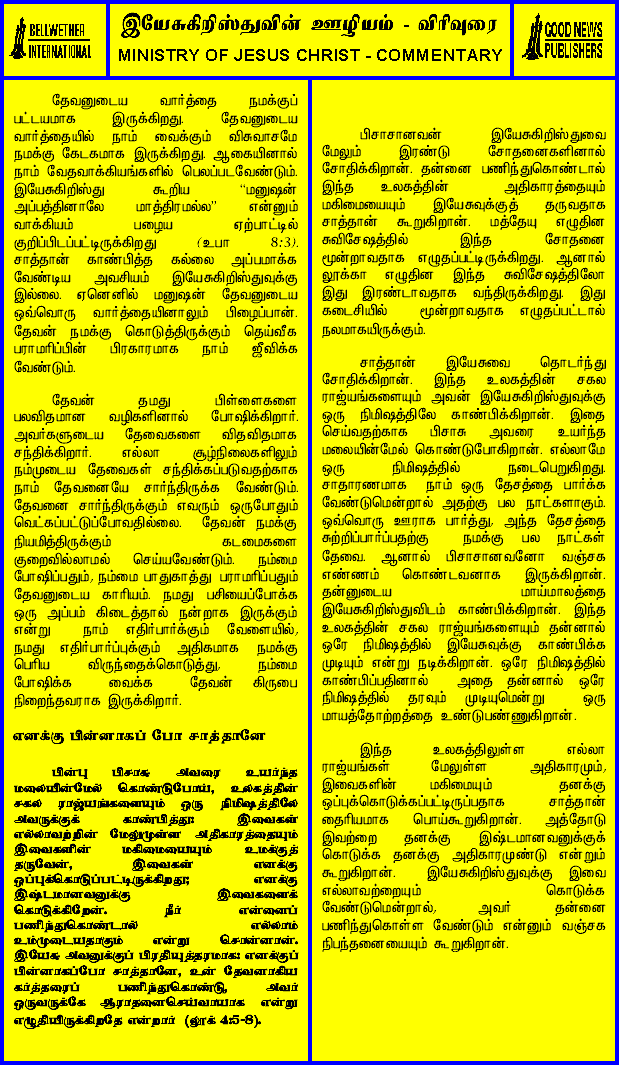 BELLWETHER
INTERNATIONAL
இயேசுகிறிஸ்துவின் ஊழியம் - விரிவுரை
MINISTRY OF JESUS CHRIST - COMMENTARY
GOOD NEWS
PUBLISHERS
தேவனுடைய வார்த்தை நமக்குப்
பட்டயமாக இருக்கிறது. தேவனுடைய
வார்த்தையில் நாம் வைக்கும் விசுவாசமே
நமக்கு கேடகமாக இருக்கிறது. ஆகையினால்
நாம் வேதவாக்கியங்களில் பெலப்படவேண்டும்.
இயேசுகிறிஸ்து கூறிய “மனுஷன்
அப்பத்தினாலே மாத்திரமல்ல” என்னும்
வாக்கியம் பழைய ஏற்பாட்டில்
குறிப்பிடப்பட்டிருக்கிறது (உபா 8:3).
சாத்தான் காண்பித்த கல்லை அப்பமாக்க
வேண்டிய அவசியம் இயேசுகிறிஸ்துவுக்கு
இல்லை. ஏனெனில் மனுஷன் தேவனுடைய
ஒவ்வொரு வார்த்தையினாலும் பிழைப்பான்.
தேவன் நமக்கு கொடுத்திருக்கும் தெய்வீக
பராமரிப்பின் பிரகாரமாக நாம் ஜீவிக்க
வேண்டும்.
தேவன் தமது பிள்ளைகளை
பலவிதமான வழிகளினால் போஷிக்கிறார்.
அவர்களுடைய தேவைகளை விதவிதமாக
சந்திக்கிறார். எல்லா சூழ்நிலைகளிலும்
நம்முடைய தேவைகள் சந்திக்கப்படுவதற்காக
நாம் தேவனையே சார்ந்திருக்க வேண்டும்.
தேவனை சார்ந்திருக்கும் எவரும் ஒருபோதும்
வெட்கப்பட்டுப்போவதில்லை. தேவன் நமக்கு
நியமித்திருக்கும் கடமைகளை
குறைவில்லாமல் செய்யவேண்டும். நம்மை
போஷிப்பதும், நம்மை பாதுகாத்து பராமரிப்பதும்
தேவனுடைய காரியம். நமது பசியைப்போக்க
ஒரு அப்பம் கிடைத்தால் நன்றாக இருக்கும்
என்று நாம் எதிர்பார்க்கும் வேளையில்,
நமது எதிர்பார்ப்புக்கும் அதிகமாக நமக்கு
பெரிய விருந்தைக்கொடுத்து, நம்மை
போஷிக்க வைக்க தேவன் கிருபை
நிறைந்தவராக இருக்கிறார்.
எனக்கு பின்னாகப் போ சாத்தானே
பின்பு பிசாசு அவரை உயர்ந்த
மலையின்மேல் கொண்டுபோய், உலகத்தின்
சகல ராஜ்யங்களையும் ஒரு நிமிஷத்திலே
அவருக்குக் காண்பித்து: இவைகள்
எல்லாவற்றின் மேலுமுள்ள அதிகாரத்தையும்
இவைகளின் மகிமையையும் உமக்குத்
தருவேன், இவைகள் எனக்கு
ஒப்புக்கொடுப்பட்டிருக்கிறது; எனக்கு
இஷ்டமானவனுக்கு இவைகளைக்
கொடுக்கிறேன். நீர் என்னைப்
பணிந்துகொண்டால் எல்லாம்
உம்முடையதாகும் என்று சொன்னான்.
இயேசு அவனுக்குப் பிரதியுத்தரமாக: எனக்குப்
பின்னாகப்போ சாத்தானே, உன் தேவனாகிய
கர்த்தரைப் பணிந்துகொண்டு, அவர்
ஒருவருக்கே ஆராதனைசெய்வாயாக என்று
எழுதியிருக்கிறதே என்றார் (லூக் 4:5-8).
பிசாசானவன் இயேசுகிறிஸ்துவை
மேலும் இரண்டு சோதனைகளினால்
சோதிக்கிறான். தன்னை பணிந்துகொண்டால்
இந்த உலகத்தின் அதிகாரத்தையும்
மகிமையையும் இயேசுவுக்குத் தருவதாக
சாத்தான் கூறுகிறான். மத்தேயு எழுதின
சுவிசேஷத்தில் இந்த சோதனை
மூன்றாவதாக எழுதப்பட்டிருக்கிறது. ஆனால்
லூக்கா எழுதின இந்த சுவிசேஷத்திலோ
இது இரண்டாவதாக வந்திருக்கிறது. இது
கடைசியில் மூன்றாவதாக எழுதப்பட்டால்
நலமாகயிருக்கும்.
சாத்தான் இயேசுவை தொடர்ந்து
சோதிக்கிறான். இந்த உலகத்தின் சகல
ராஜ்யங்களையும் அவன் இயேசுகிறிஸ்துவுக்கு
ஒரு நிமிஷத்திலே காண்பிக்கிறான். இதை
செய்வதற்காக பிசாசு அவரை உயர்ந்த
மலையின்மேல் கொண்டுபோகிறான். எல்லாமே
ஒரு நிமிஷத்தில் நடைபெறுகிறது.
சாதாரணமாக நாம் ஒரு தேசத்தை பார்க்க
வேண்டுமென்றால் அதற்கு பல நாட்களாகும்.
ஒவ்வொரு ஊராக பார்த்து, அந்த தேசத்தை
சுற்றிப்பார்ப்பதற்கு நமக்கு பல நாட்கள்
தேவை. ஆனால் பிசாசானவனோ வஞ்சக
எண்ணம் கொண்டவனாக இருக்கிறான்.
தன்னுடைய மாய்மாலத்தை
இயேசுகிறிஸ்துவிடம் காண்பிக்கிறான். இந்த
உலகத்தின் சகல ராஜ்யங்களையும் தன்னால்
ஒரே நிமிஷத்தில் இயேசுவுக்கு காண்பிக்க
முடியும் என்று நடிக்கிறான். ஒரே நிமிஷத்தில்
காண்பிப்பதினால் அதை தன்னால் ஒரே
நிமிஷத்தில் தரவும் முடியுமென்று ஒரு
மாயத்தோற்றத்தை உண்டுபண்ணுகிறான்.
இந்த உலகத்திலுள்ள எல்லா
ராஜ்யங்கள் மேலுள்ள அதிகாரமும்,
இவைகளின் மகிமையும் தனக்கு
ஒப்புக்கொடுக்கப்பட்டிருப்பதாக சாத்தான்
தைரியமாக பொய்கூறுகிறான். அத்தோடு
இவற்றை தனக்கு இஷ்டமானவனுக்குக்
கொடுக்க தனக்கு அதிகாரமுண்டு என்றும்
கூறுகிறான். இயேசுகிறிஸ்துவுக்கு இவை
எல்லாவற்றையும் கொடுக்க
வேண்டுமென்றால், அவர் தன்னை
பணிந்துகொள்ள வேண்டும் என்னும் வஞ்சக
நிபந்தனையையும் கூறுகிறான்.